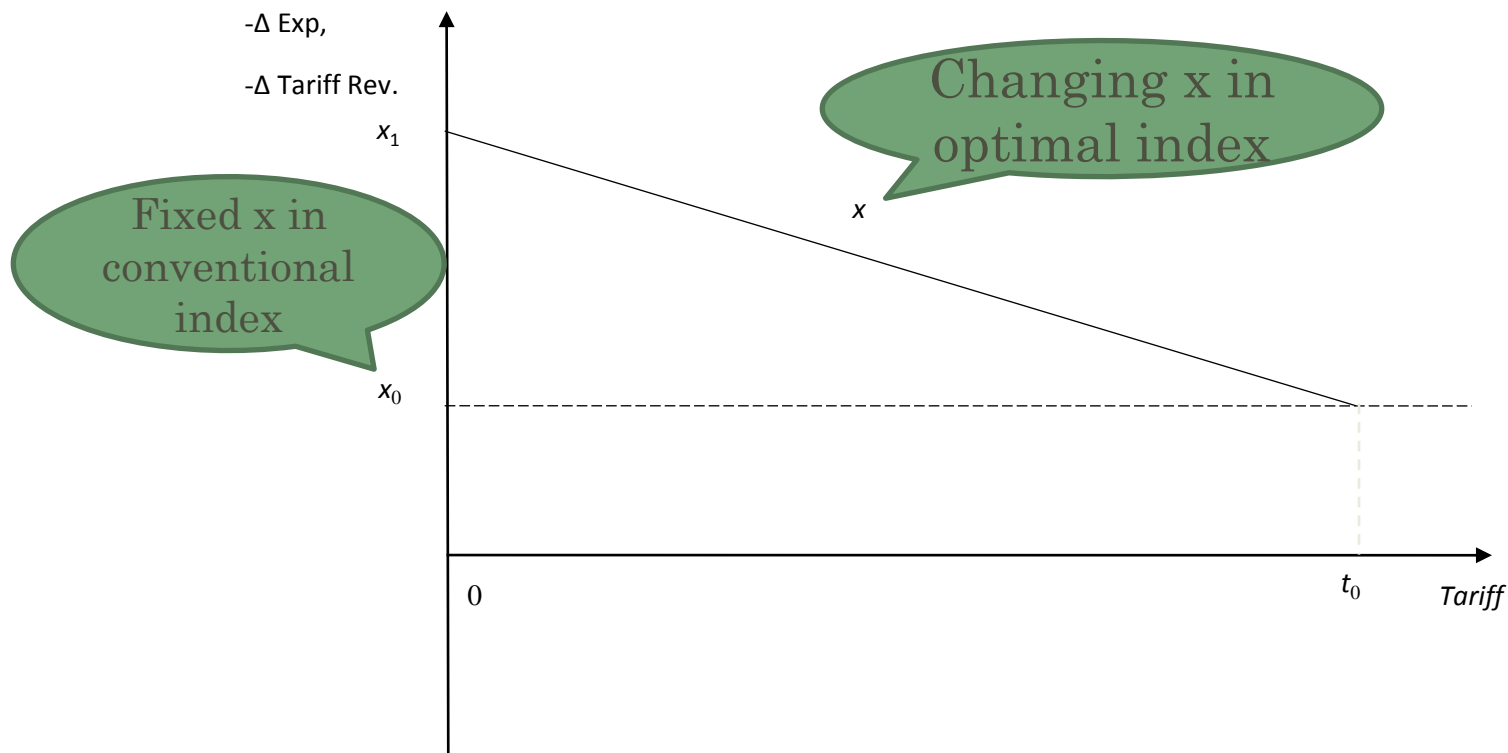 -Δ Exp,
-Δ Tariff Rev.
Changing x in
optimal index
x₁
Fixed x in
conventional
index
x
x₀
0
t₀
Tariff